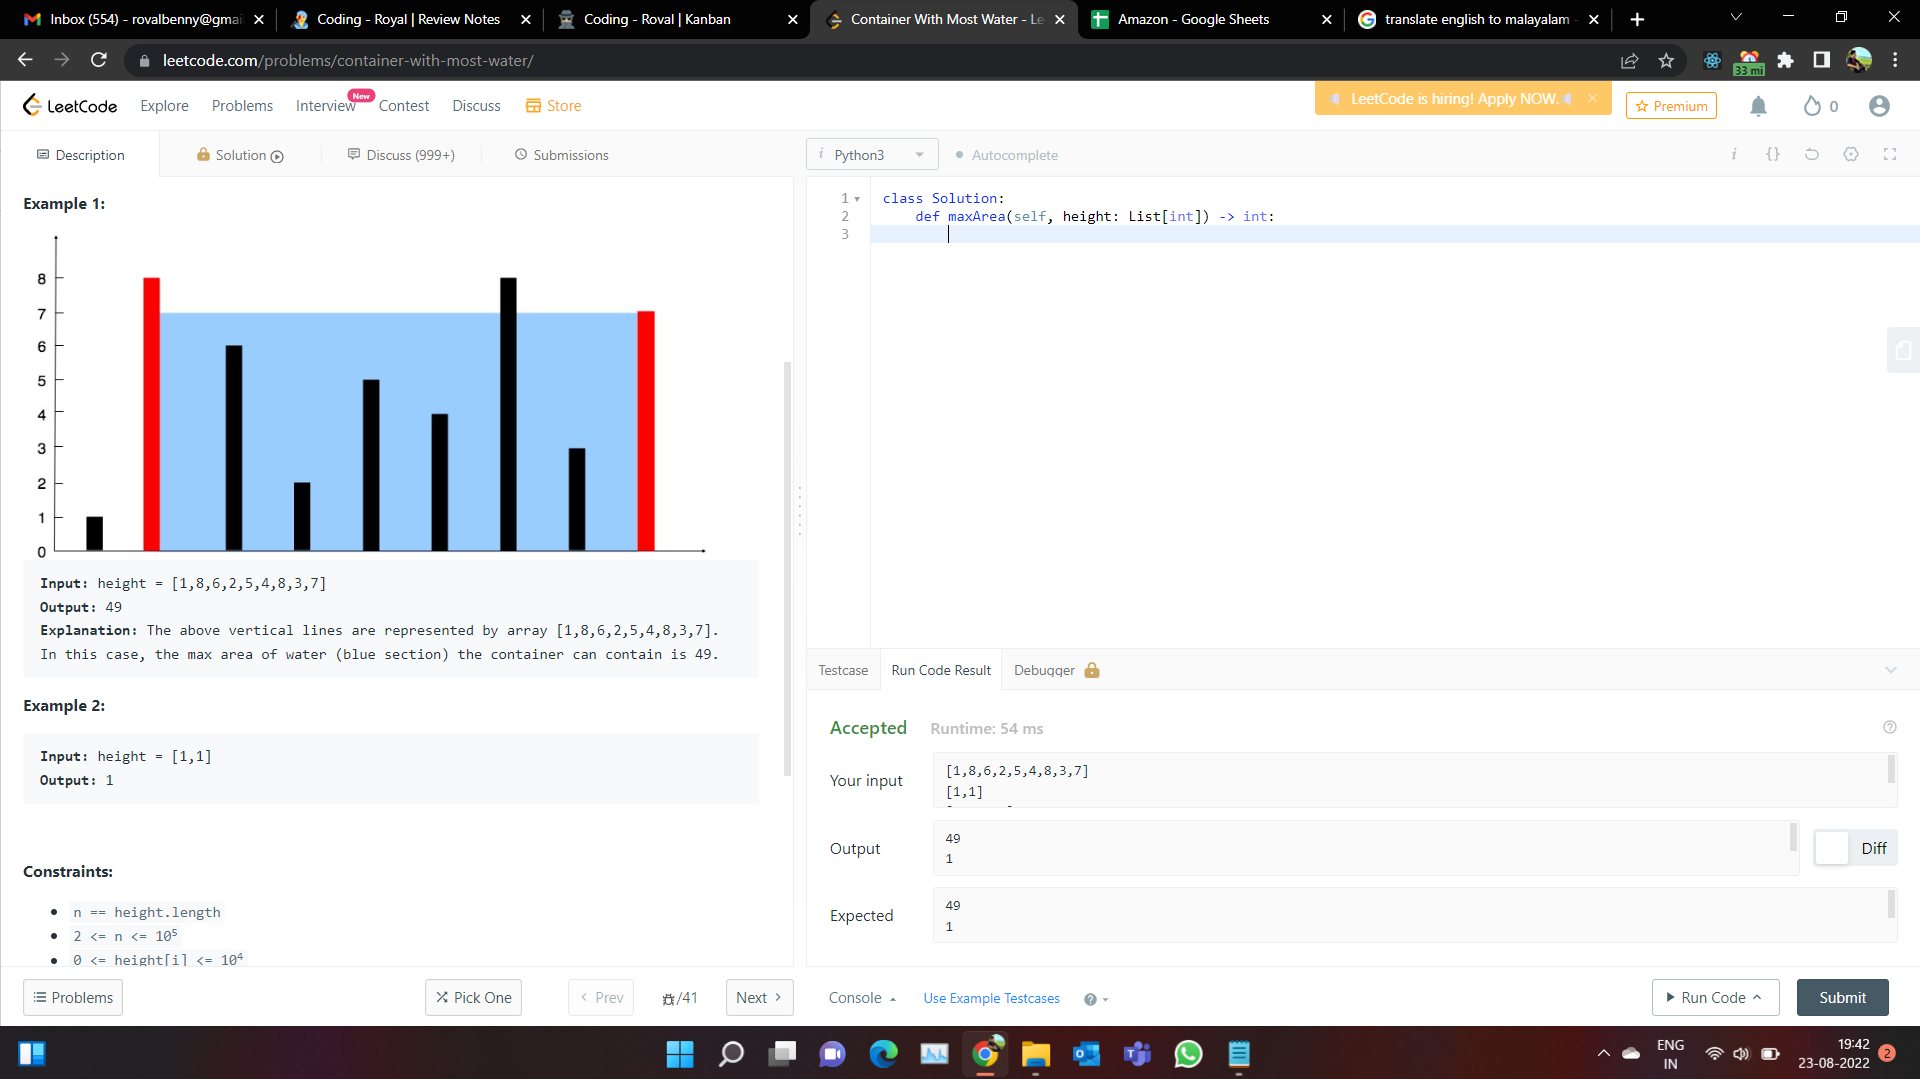 Inbox (554) - rovalbenny@gmai
Coding - Royal | Review Notes
Coding - Roval | Kanban
Container With Most Water - Le
Amazon - Google Sheets
translate english to malayalam -
leetcode.com/problems/container-with-most-water/
33 mi
LeetCode
Explore
Problems
Interview
New
Contest
Discuss
Store
LeetCode is hiring! Apply NOW.
Premium
0
Description
Solution
Discuss (999+)
Submissions
i Python3
Autocomplete
i {}
Example 1:
8
7
6
5
4
3
2
1
0
Input: height = [1,8,6,2,5,4,8,3,7]
Output: 49
Explanation: The above vertical lines are represented by array [1,8,6,2,5,4,8,3,7].
In this case, the max area of water (blue section) the container can contain is 49.
Example 2:
Input: height = [1,1]
Output: 1
Constraints:
n == height.length
2 <= n <= 10⁵
0 <= height[i] <= 10⁴
Problems
Pick One
Prev
/41
Next
1 class Solution:
2 def maxArea(self, height: List[int]) -> int:
3
Testcase
Run Code Result
Debugger
Accepted
Runtime: 54 ms
Your input
[1,8,6,2,5,4,8,3,7]
[1,1]
Output
49
1
Diff
Expected
49
1
Console
Use Example Testcases
Run Code
Submit
ENG
IN
19:42
23-08-2022
2